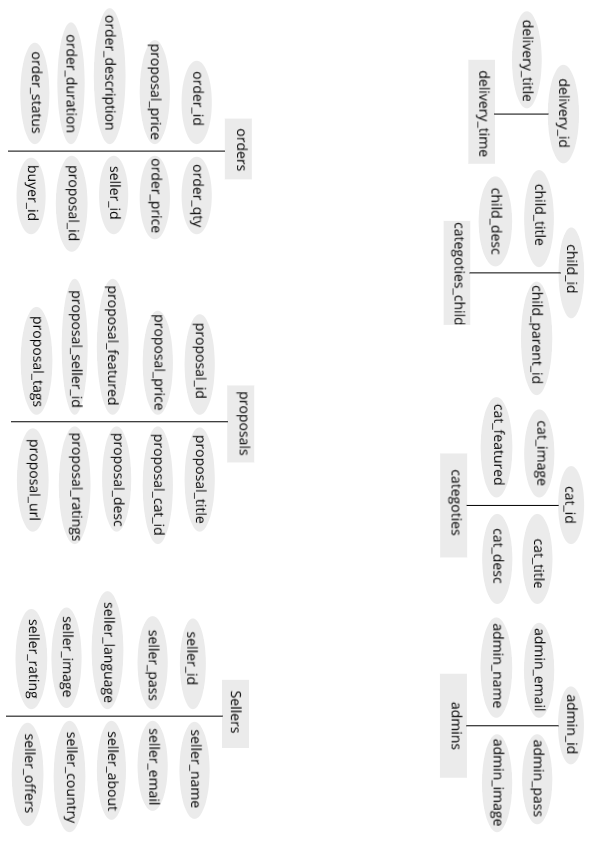 delivery_id
delivery_title
delivery_time
child_id
child_title
child_parent_id
child_desc
categoties_child
cat_id
cat_image
cat_title
cat_featured
cat_desc
categoties
admin_id
admin_email
admin_pass
admin_name
admin_image
admins
orders
order_id
order_qty
proposal_price
order_price
order_description
seller_id
order_duration
proposal_id
order_status
buyer_id
proposals
proposal_id
proposal_title
proposal_price
proposal_cat_id
proposal_featured
proposal_desc
proposal_seller_id
proposal_ratings
proposal_tags
proposal_url
Sellers
seller_id
seller_name
seller_pass
seller_email
seller_language
seller_about
seller_image
seller_country
seller_rating
seller_offers